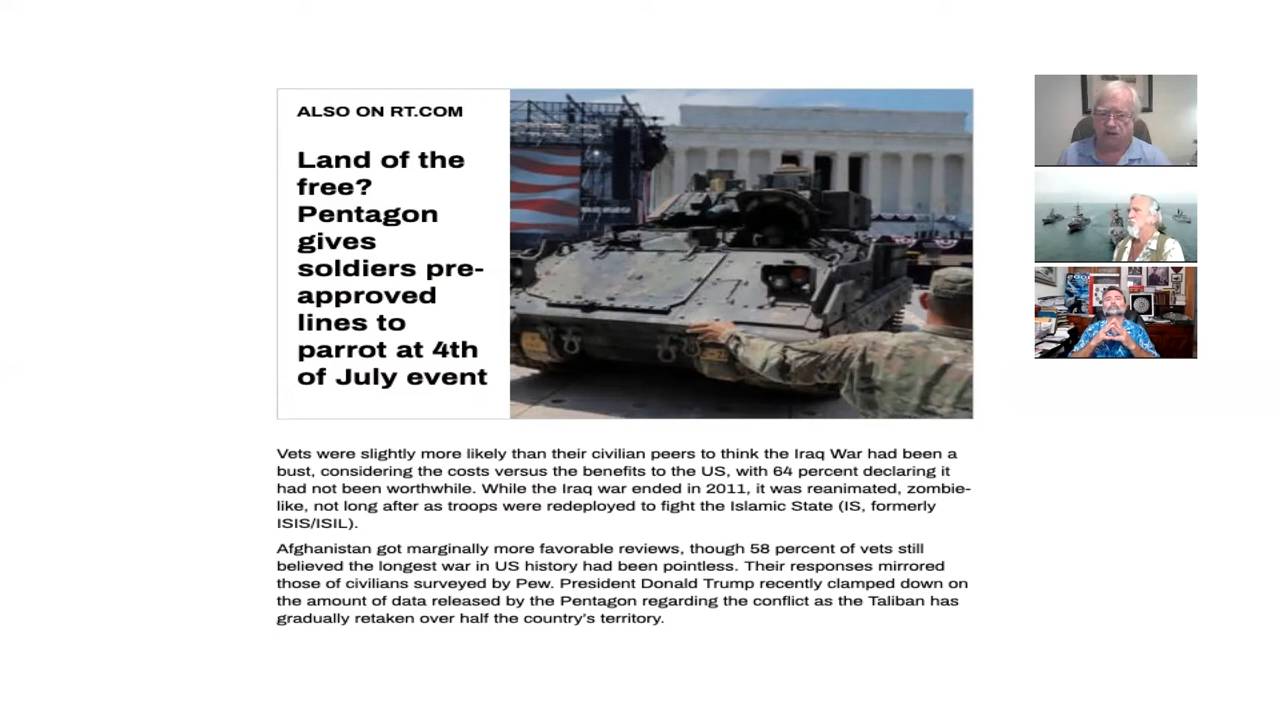 ALSO ON RT.COM
Land of the
free?
Pentagon
gives
soldiers pre-
approved
lines to
parrot at 4th
of July event
Vets were slightly more likely than their civilian peers to think the Iraq War had been a
bust, considering the costs versus the benefits to the US, with 64 percent declaring it
had not been worthwhile. While the Iraq war ended in 2011, it was reanimated, zombie-
like, not long after as troops were redeployed to fight the Islamic State (IS, formerly
ISIS/ISIL).
Afghanistan got marginally more favorable reviews, though 58 percent of vets still
believed the longest war in US history had been pointless. Their responses mirrored
those of civilians surveyed by Pew. President Donald Trump recently clamped down on
the amount of data released by the Pentagon regarding the conflict as the Taliban has
gradually retaken over half the country's territory.